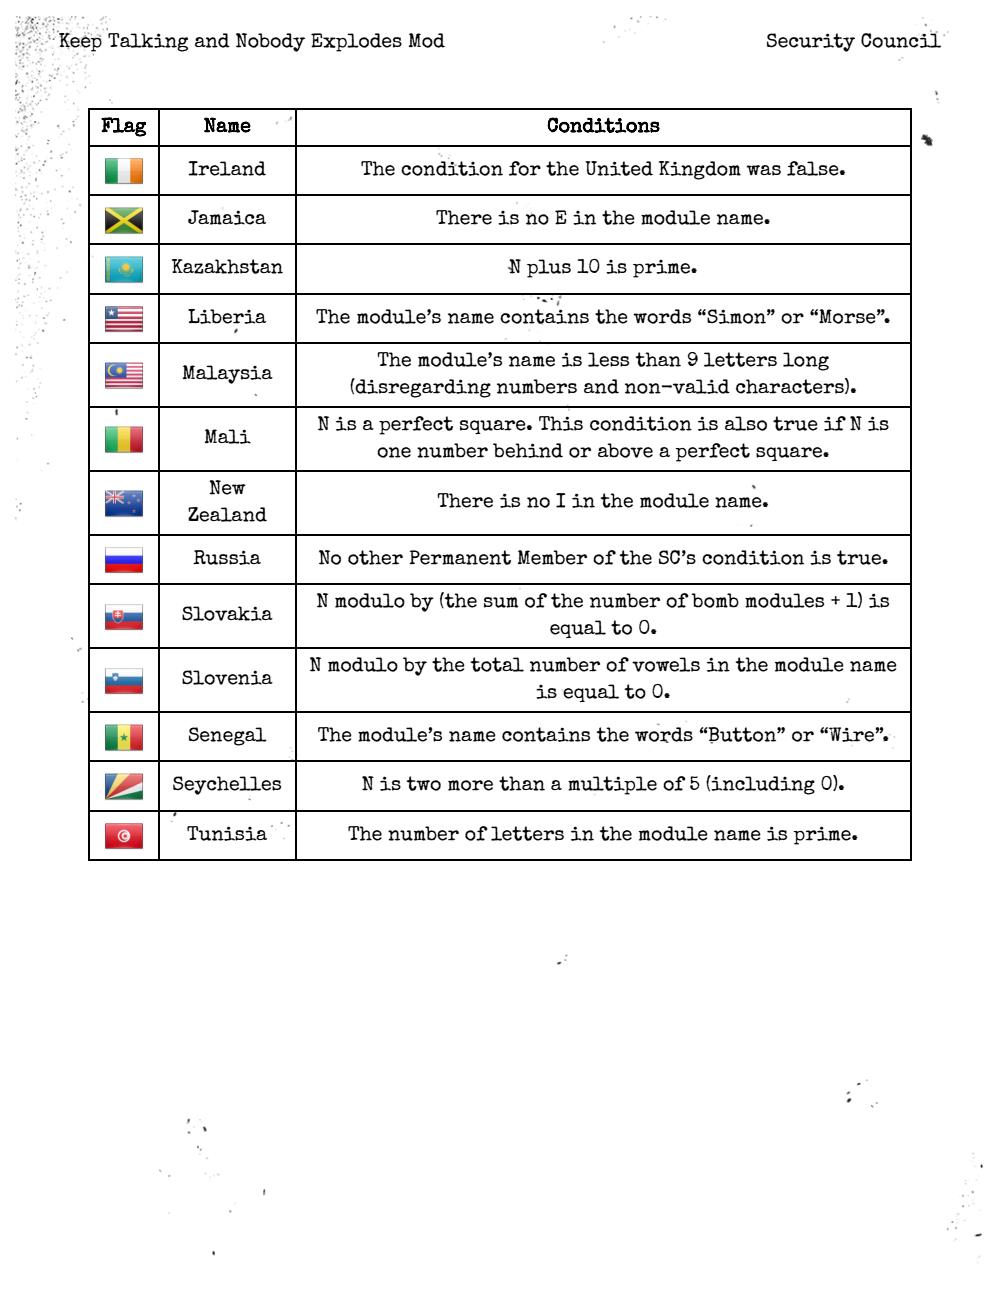 Keep Talking and Nobody Explodes Mod
Security Council
Flag Name Conditions
Ireland The condition for the United Kingdom was false.
Jamaica There is no E in the module name.
Kazakhstan N plus 10 is prime.
Liberia The module's name contains the words “Simon” or “Morse”.
Malaysia The module's name is less than 9 letters long
(disregarding numbers and non-valid characters).
Mali N is a perfect square. This condition is also true if N is
one number behind or above a perfect square.
New
Zealand There is no I in the module name.
Russia No other Permanent Member of the SC's condition is true.
Slovakia N modulo by (the sum of the number of bomb modules + 1) is
equal to 0.
Slovenia N modulo by the total number of vowels in the module name
is equal to 0.
Senegal The module's name contains the words “Button” or “Wire”.
Seychelles N is two more than a multiple of 5 (including 0).
Tunisia The number of letters in the module name is prime.